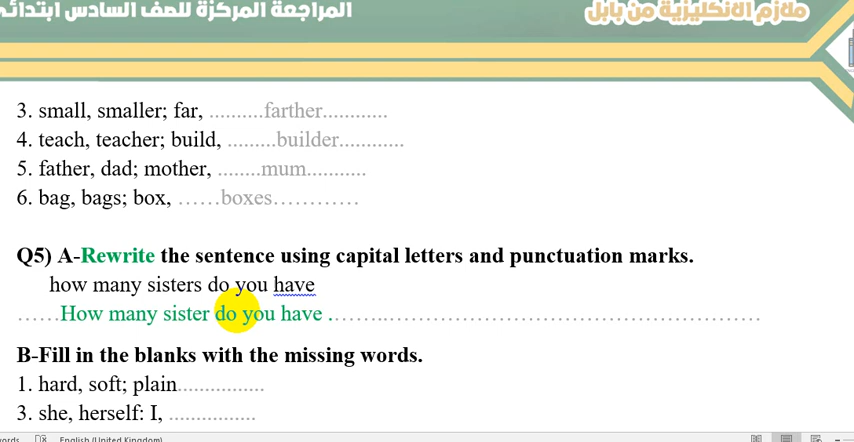 المراجعة المركزة للصف السادس ابتدائي
ملازم الانكليزية من بابل
3. small, smaller; far, ..........farther............
4. teach, teacher; build, .........builder............
5. father, dad; mother, ........mum...........
6. bag, bags; box, ……boxes…………
Q5) A-Rewrite the sentence using capital letters and punctuation marks.
how many sisters do you have
……How many sister do you have .……...……………………………………………
B-Fill in the blanks with the missing words.
1. hard, soft; plain................
3. she, herself: I, ................
English (United Kingdom)